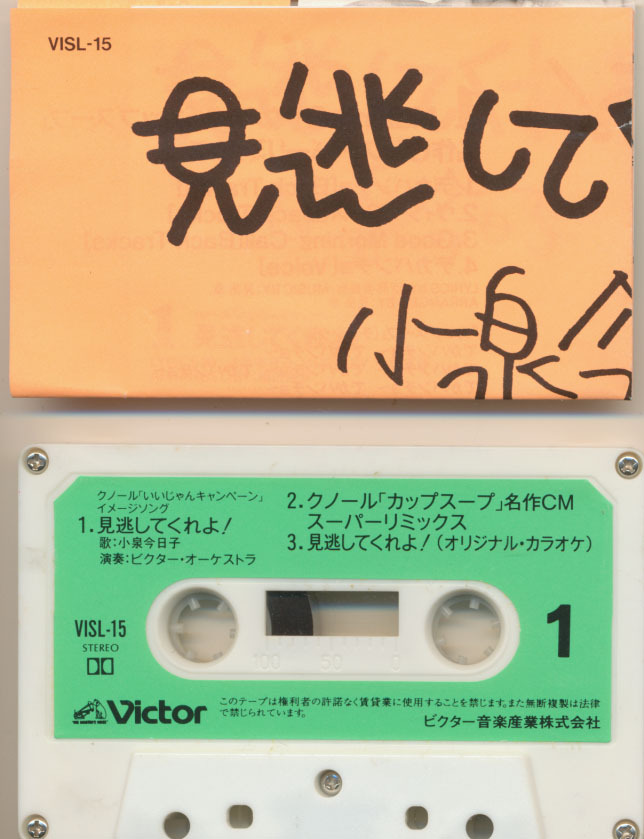 VISL-15
見逃して
小泉今
クノール「いいじゃんキャンペーン」
イメージソング
1.見逃してくれよ!
歌:小泉今日子
演奏:ビクター・オーケストラ
2.クノール「カップスープ」名作CM
スーパーリミックス
3.見逃してくれよ!(オリジナル・カラオケ)
VISL-15
STEREO
100 50 0
1
"HIS MASTER'S VOICE"
Victor
このテープは権利者の許諾なく賃貸業に使用することを禁じます。また無断複製は法律
で禁じられています。
ビクター音楽産業株式会社